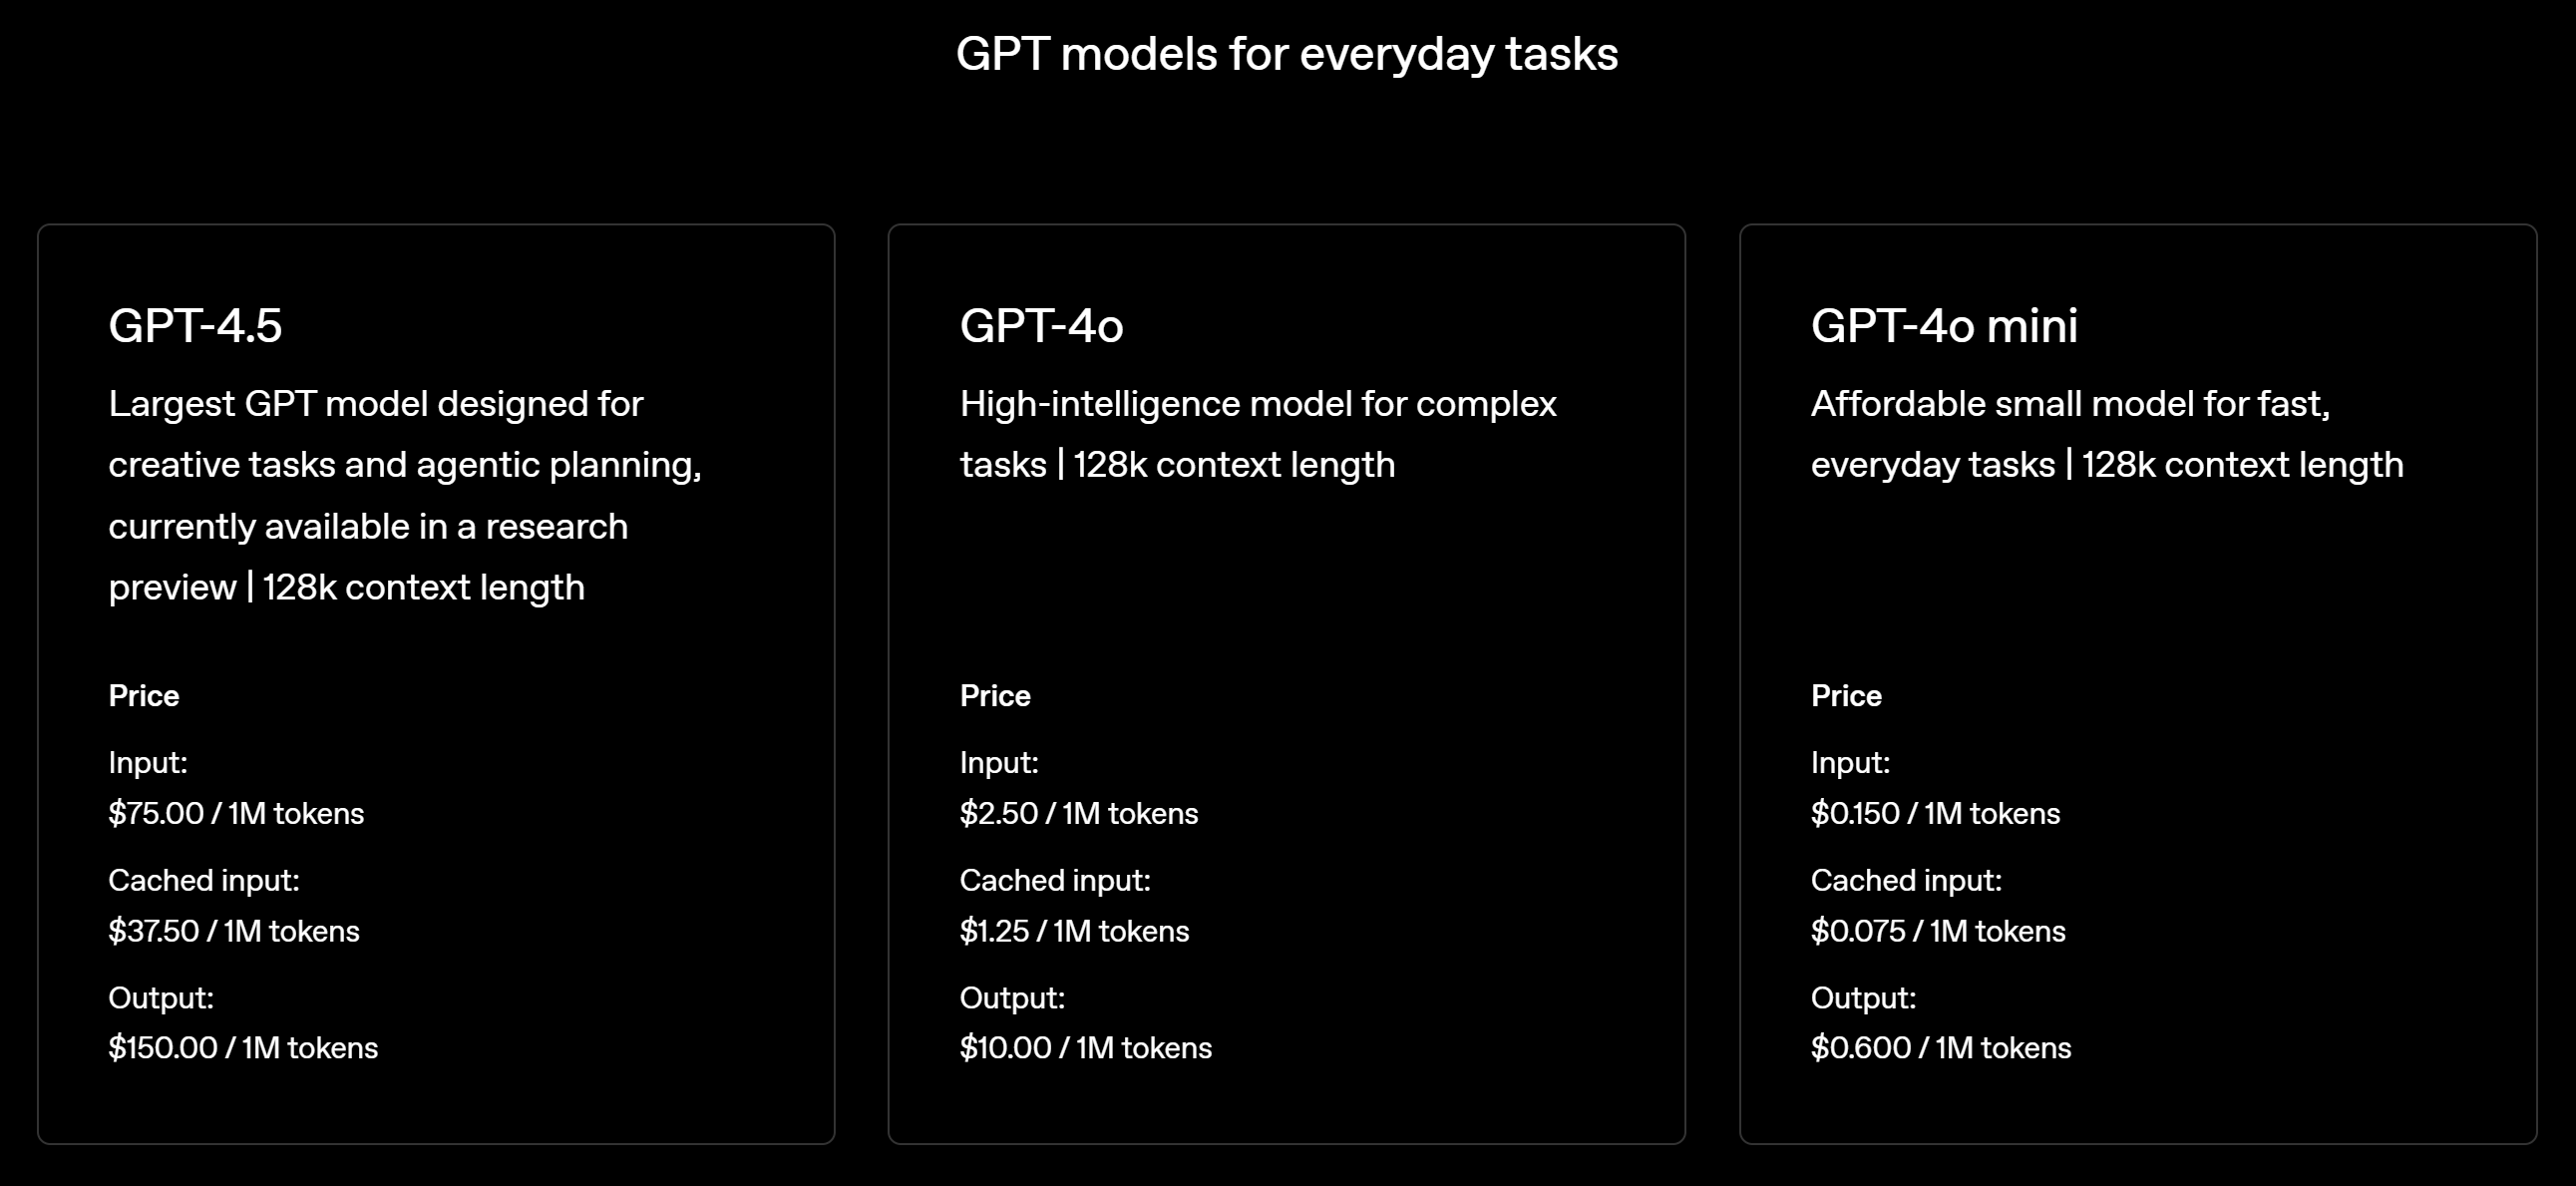 GPT models for everyday tasks
GPT-4.5
Largest GPT model designed for
creative tasks and agentic planning,
currently available in a research
preview | 128k context length
Price
Input:
$75.00 / 1M tokens
Cached input:
$37.50 / 1M tokens
Output:
$150.00 / 1M tokens
GPT-4o
High-intelligence model for complex
tasks | 128k context length
Price
Input:
$2.50 / 1M tokens
Cached input:
$1.25 / 1M tokens
Output:
$10.00 / 1M tokens
GPT-4o mini
Affordable small model for fast,
everyday tasks | 128k context length
Price
Input:
$0.150 / 1M tokens
Cached input:
$0.075 / 1M tokens
Output:
$0.600 / 1M tokens